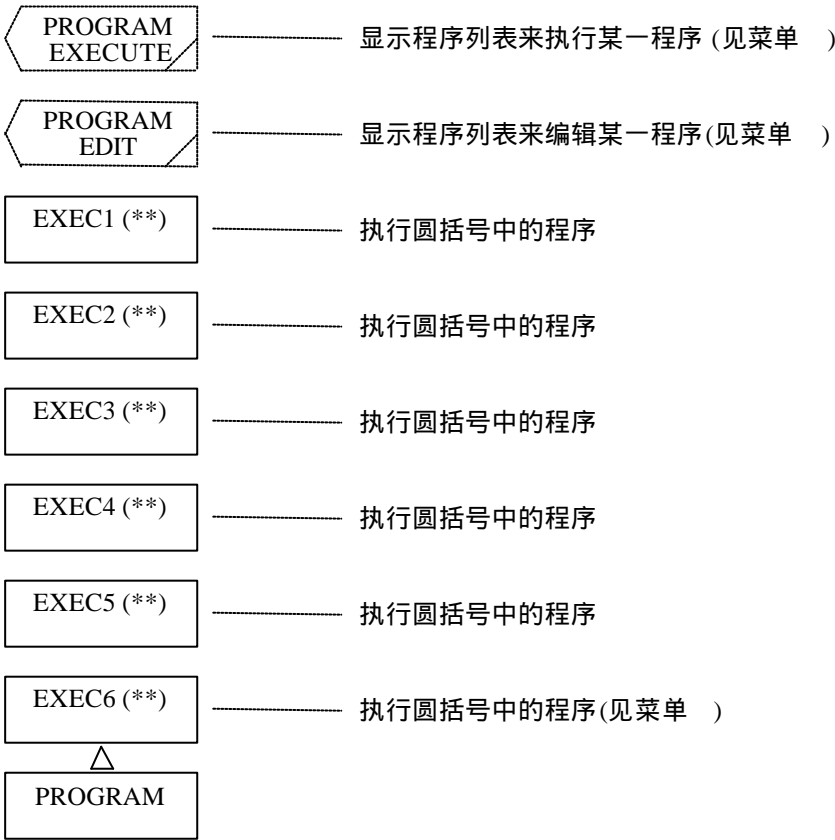 PROGRAM
EXECUTE
显示程序列表来执行某一程序 (见菜单 )
PROGRAM
EDIT
显示程序列表来编辑某一程序(见菜单 )
EXEC1 (**)
执行圆括号中的程序
EXEC2 (**)
执行圆括号中的程序
EXEC3 (**)
执行圆括号中的程序
EXEC4 (**)
执行圆括号中的程序
EXEC5 (**)
执行圆括号中的程序
EXEC6 (**)
执行圆括号中的程序(见菜单 )
PROGRAM